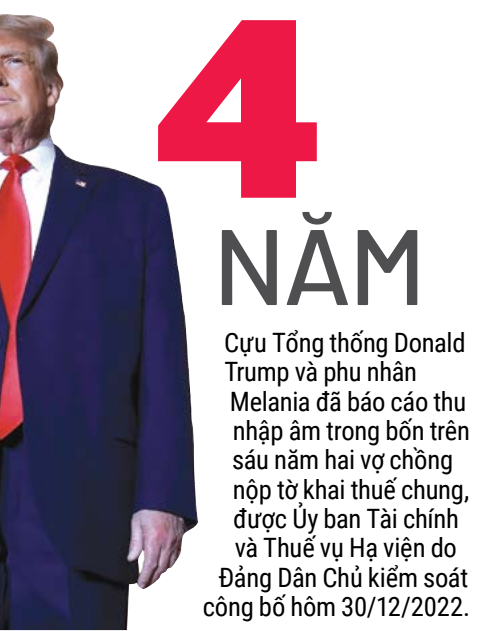 4
NĂM
Cựu Tổng thống Donald
Trump và phu nhân
Melania đã báo cáo thu
nhập âm trong bốn trên
sáu năm hai vợ chồng
nộp tờ khai thuế chung,
được Ủy ban Tài chính
và Thuế vụ Hạ viện do
Đảng Dân Chủ kiểm soát
công bố hôm 30/12/2022.